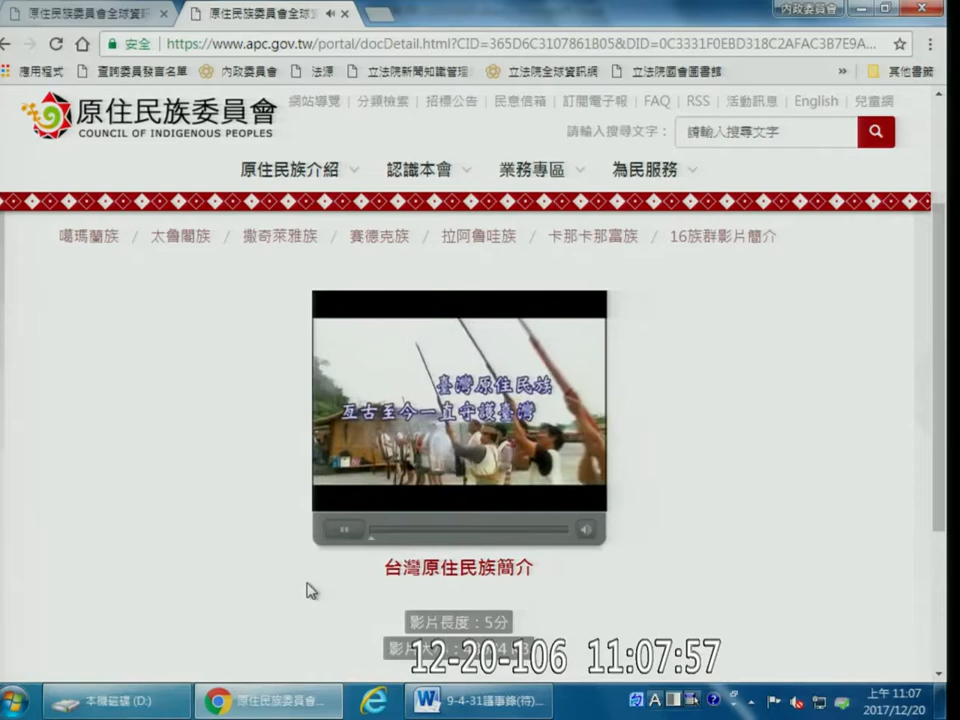 原住民族委員會全球資訊
原住民族委員會全球
內政委員會
安全
https://www.apc.gov.tw/portal/docDetail.html?CID=365D6C3107861B05&DID=0C3331F0EBD318C2AFAC3B7E9A...
應用程式
查詢委員發言名單
內政委員會
法源
立法院新聞知識管理
立法院全球資訊網
立法院國會圖書館
»
其他書籤
原住民族委員會
COUNCIL OF INDIGENOUS PEOPLES
網站導覽 | 分類檢索 | 招標公告 | 民意信箱 | 訂閱電子報 | FAQ | RSS | 活動訊息 | English | 兒童網
請輸入搜尋文字：
請輸入搜尋文字
原住民族介紹
認識本會
業務專區
為民服務
噶瑪蘭族 / 太魯閣族 / 撒奇萊雅族 / 賽德克族 / 拉阿魯哇族 / 卡那卡那富族 / 16族群影片簡介
臺灣原住民族
亙古至今一直守護臺灣
台灣原住民族簡介
影片長度：5分
影片大
12-20-106 11:07:57
本機磁碟 (D:)
原住民族委員會...
9-4-31議事錄(符)...
A
上午 11:07
2017/12/20